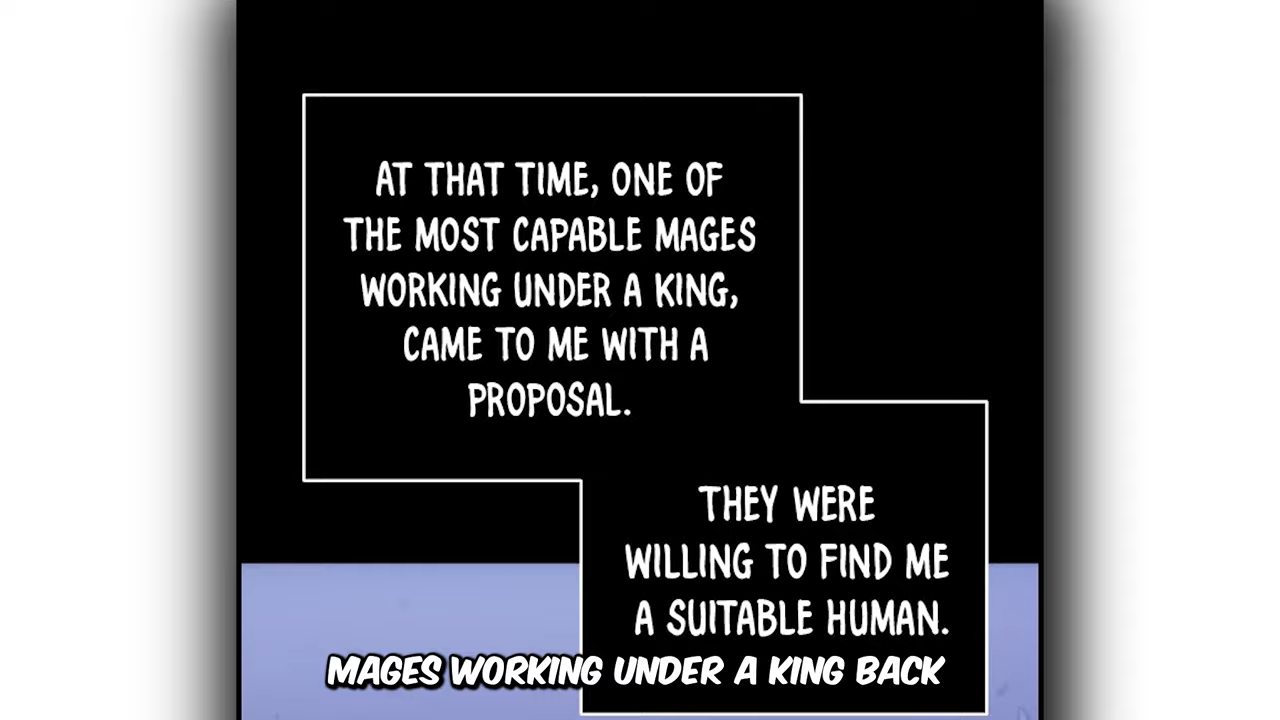 AT THAT TIME, ONE OF
THE MOST CAPABLE MAGES
WORKING UNDER A KING,
CAME TO ME WITH A
PROPOSAL.
THEY WERE
WILLING TO FIND ME
A SUITABLE HUMAN.
MAGES WORKING UNDER A KING BACK